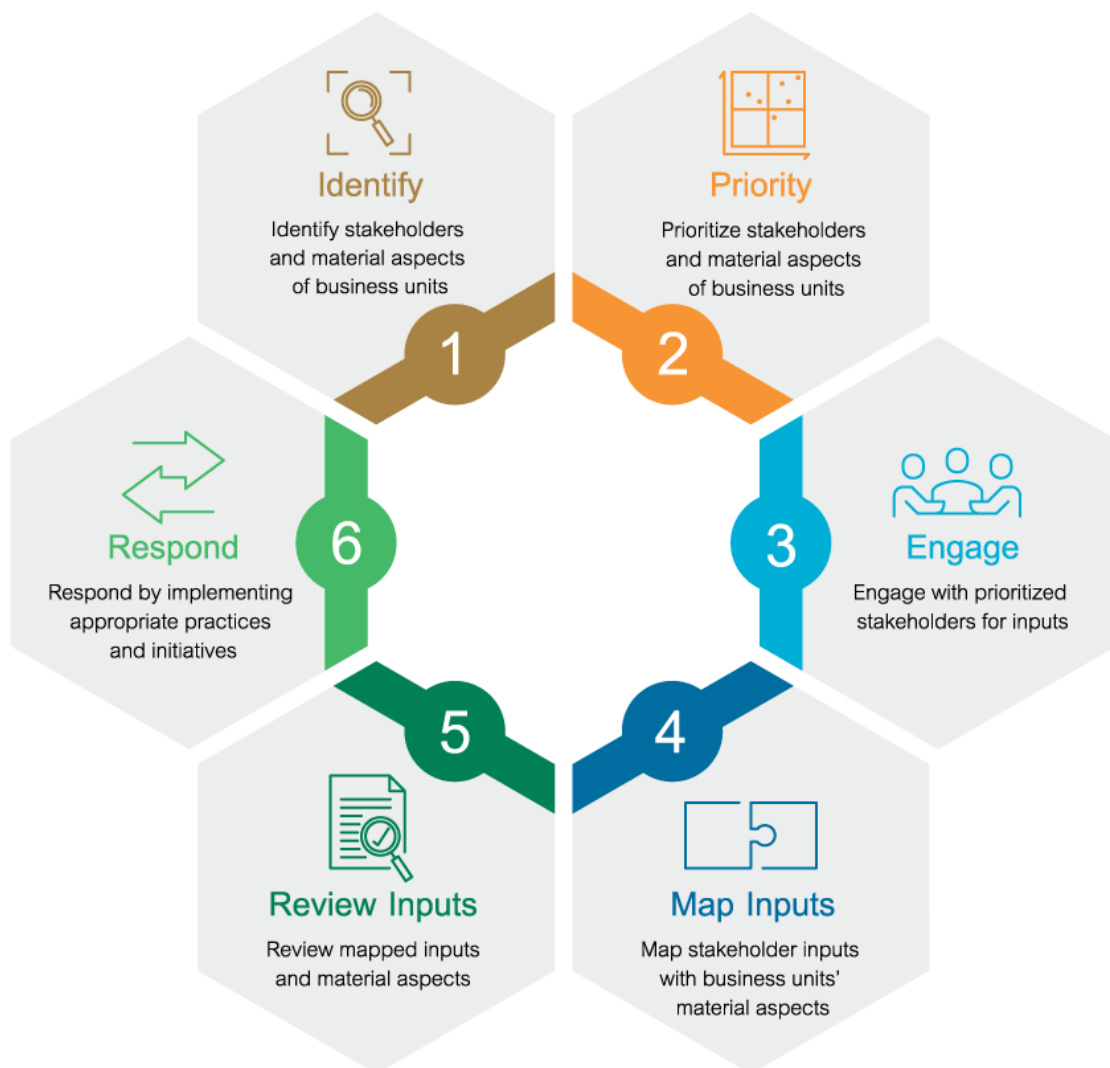 Identify
Identify stakeholders
and material aspects
of business units
1
Priority
Prioritize stakeholders
and material aspects
of business units
2
3
Engage
Engage with prioritized
stakeholders for inputs
4
Map Inputs
Map stakeholder inputs
with business units’
material aspects
5
Review Inputs
Review mapped inputs
and material aspects
6
Respond
Respond by implementing
appropriate practices
and initiatives